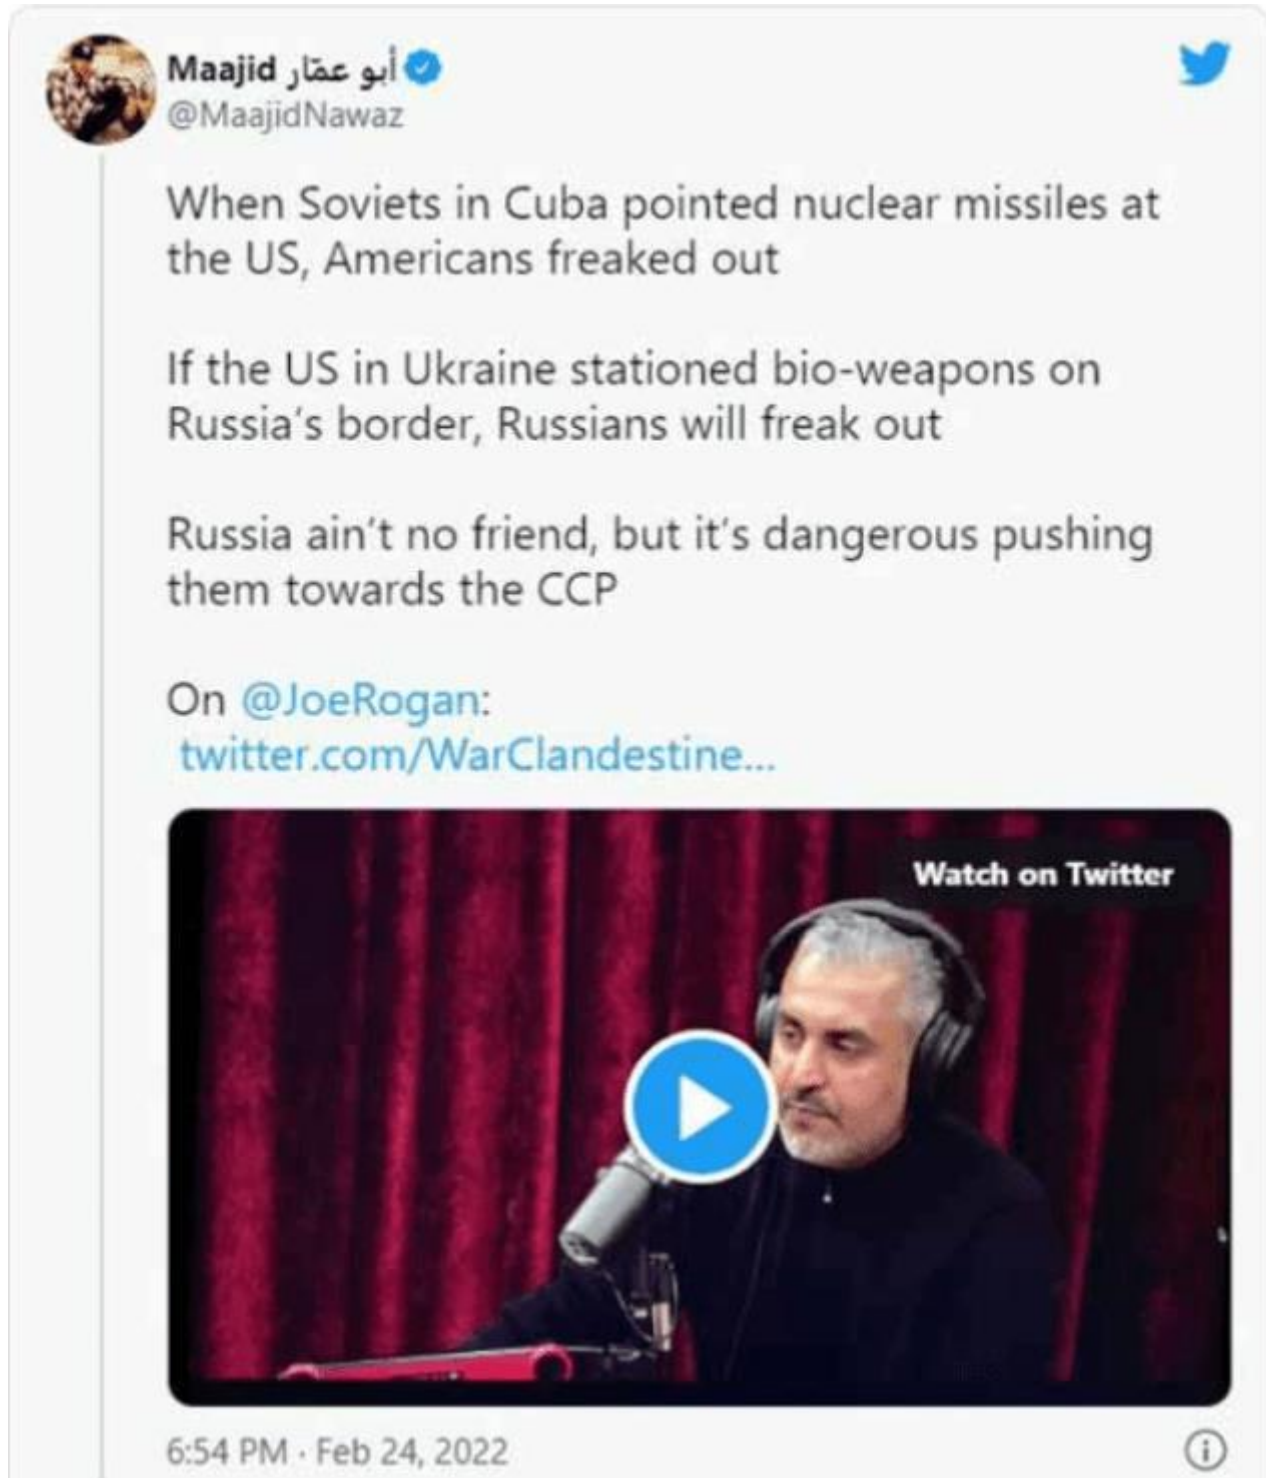 Maajid أبو عمّار
@MaajidNawaz
When Soviets in Cuba pointed nuclear missiles at
the US, Americans freaked out
If the US in Ukraine stationed bio-weapons on
Russia's border, Russians will freak out
Russia ain't no friend, but it's dangerous pushing
them towards the CCP
On @JoeRogan:
twitter.com/WarClandestine...
Watch on Twitter
6:54 PM · Feb 24, 2022